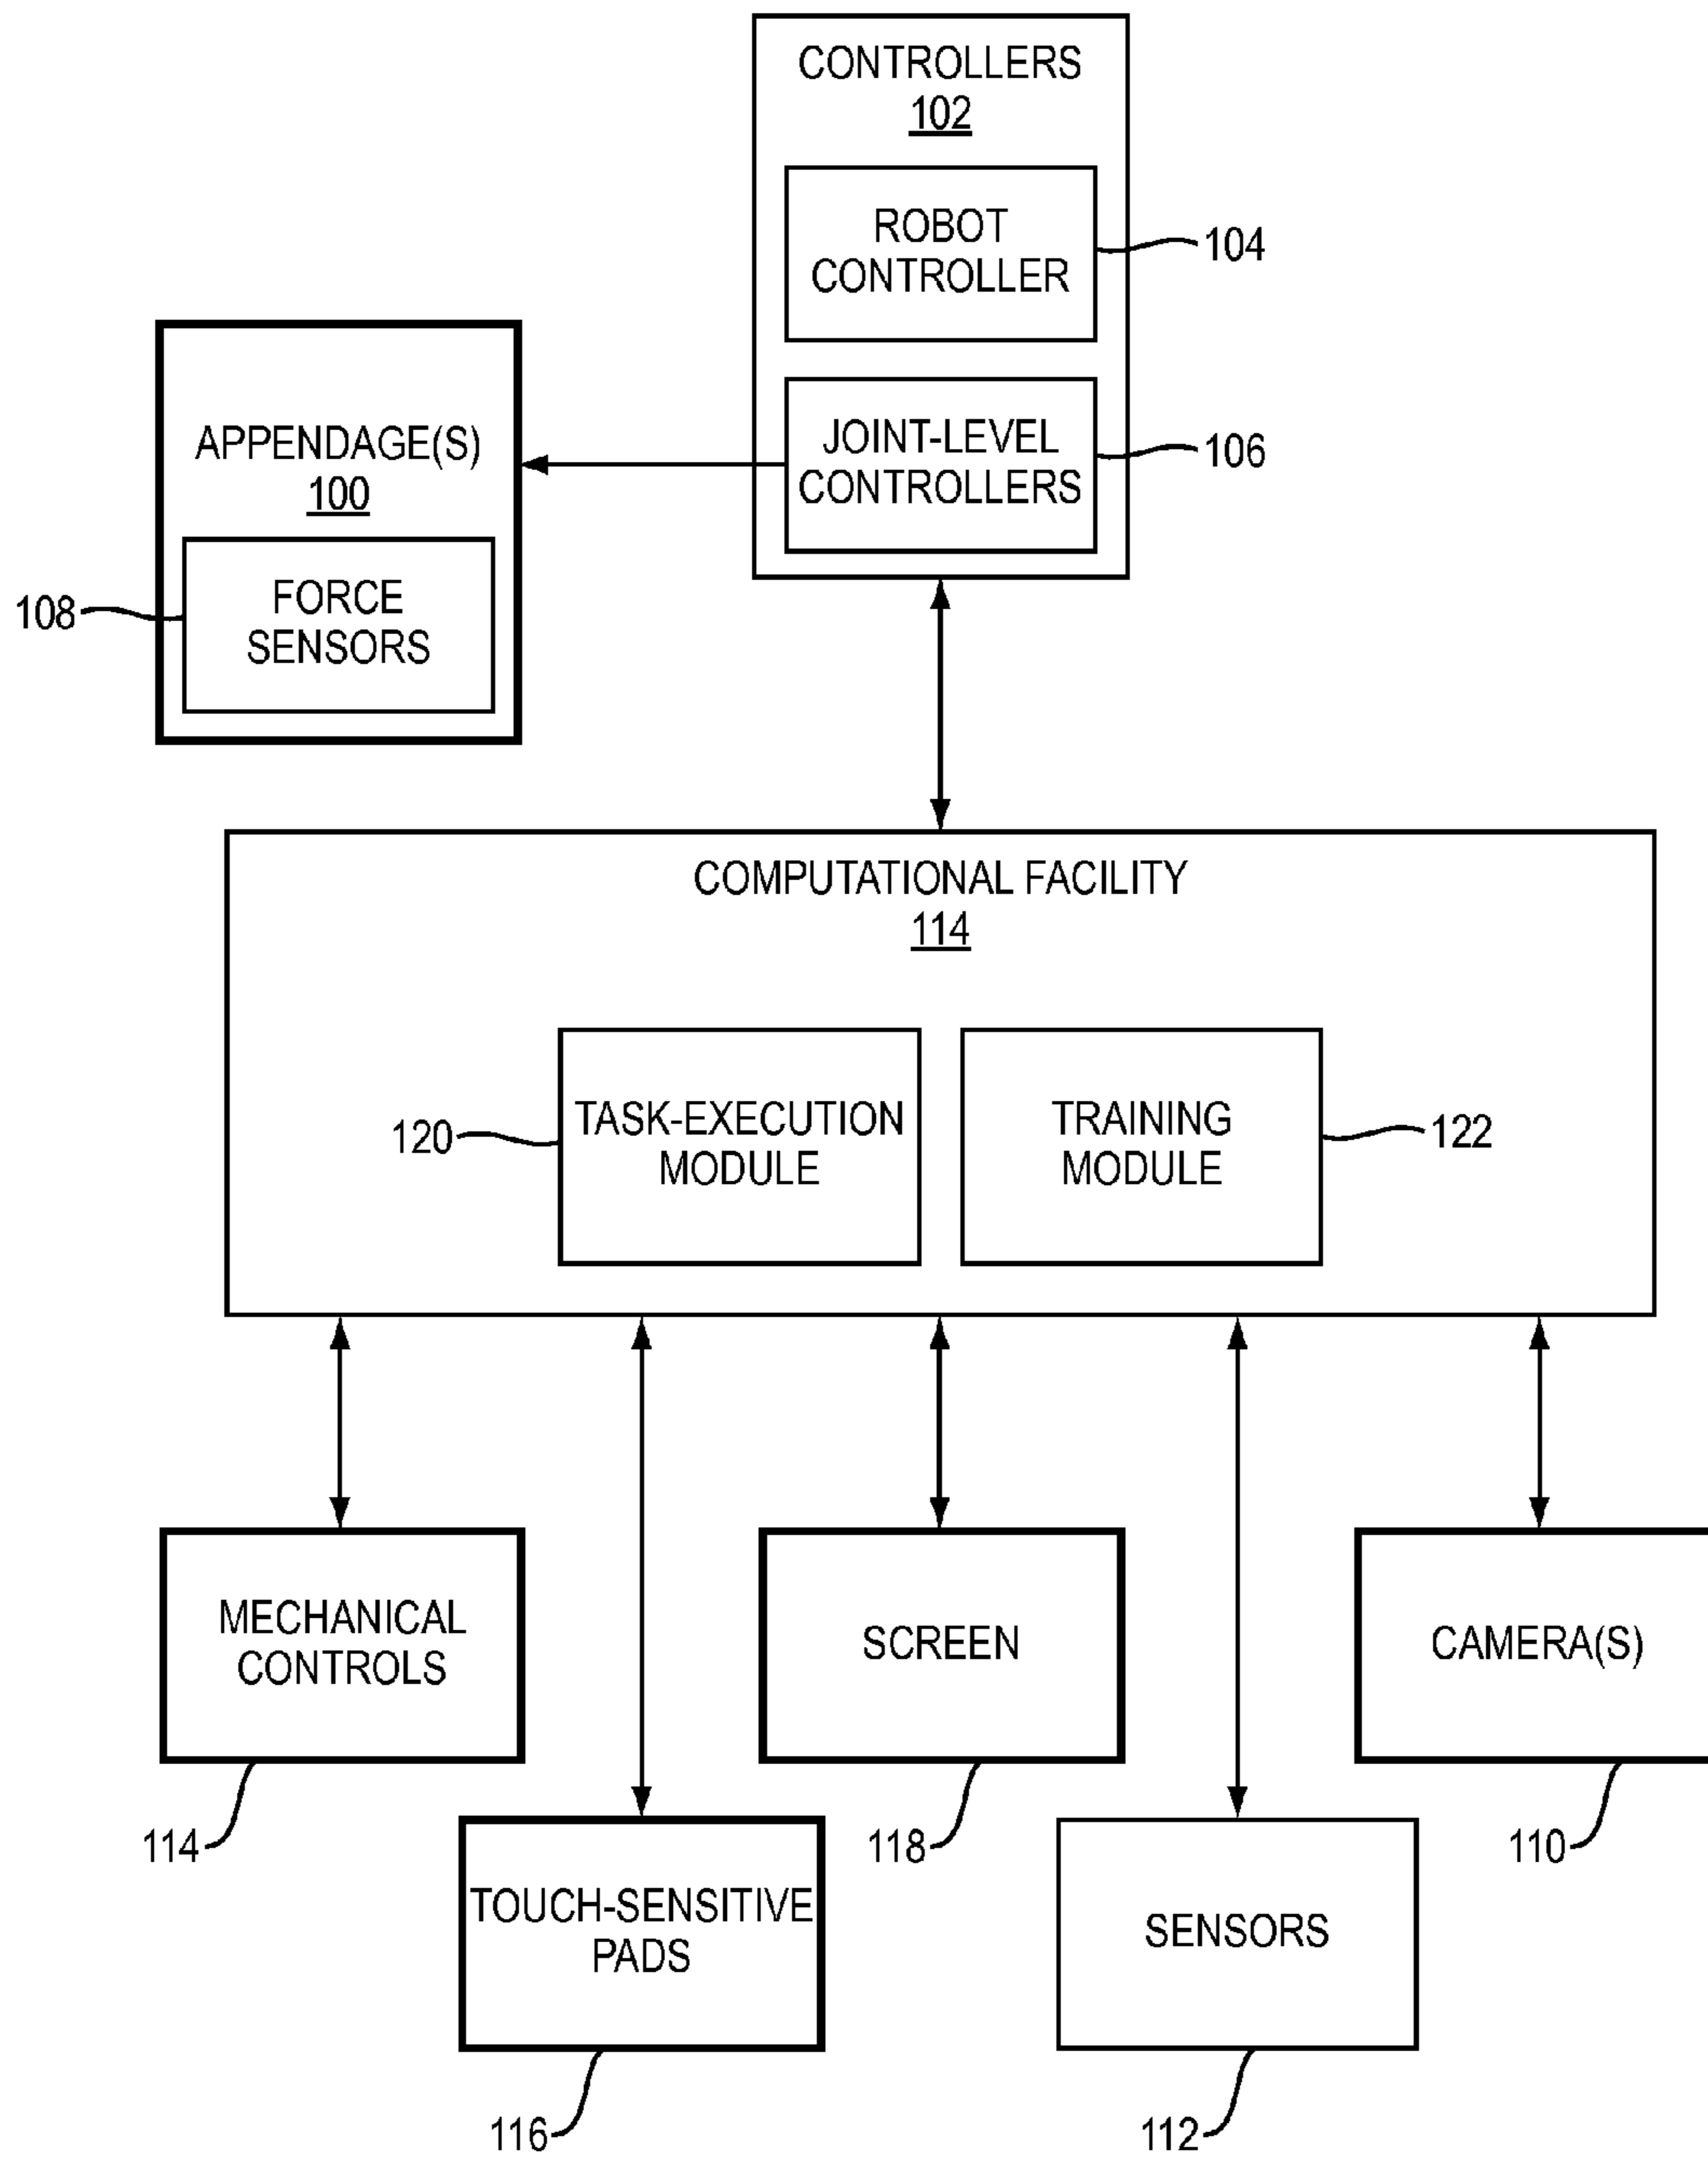 CONTROLLERS
102
ROBOT
CONTROLLER
104
JOINT-LEVEL
CONTROLLERS
106
APPENDAGE(S)
100
FORCE
SENSORS
108
COMPUTATIONAL FACILITY
114
120
TASK-EXECUTION
MODULE
TRAINING
MODULE
122
MECHANICAL
CONTROLS
114
SCREEN
118
CAMERA(S)
110
TOUCH-SENSITIVE
PADS
116
SENSORS
112